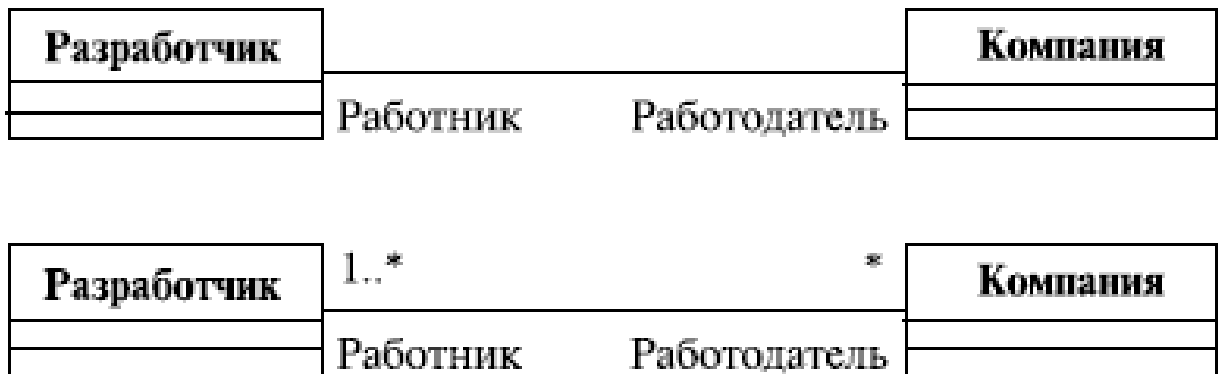 Разработчик Компания
Работник Работодатель
1..* *
Разработчик Компания
Работник Работодатель